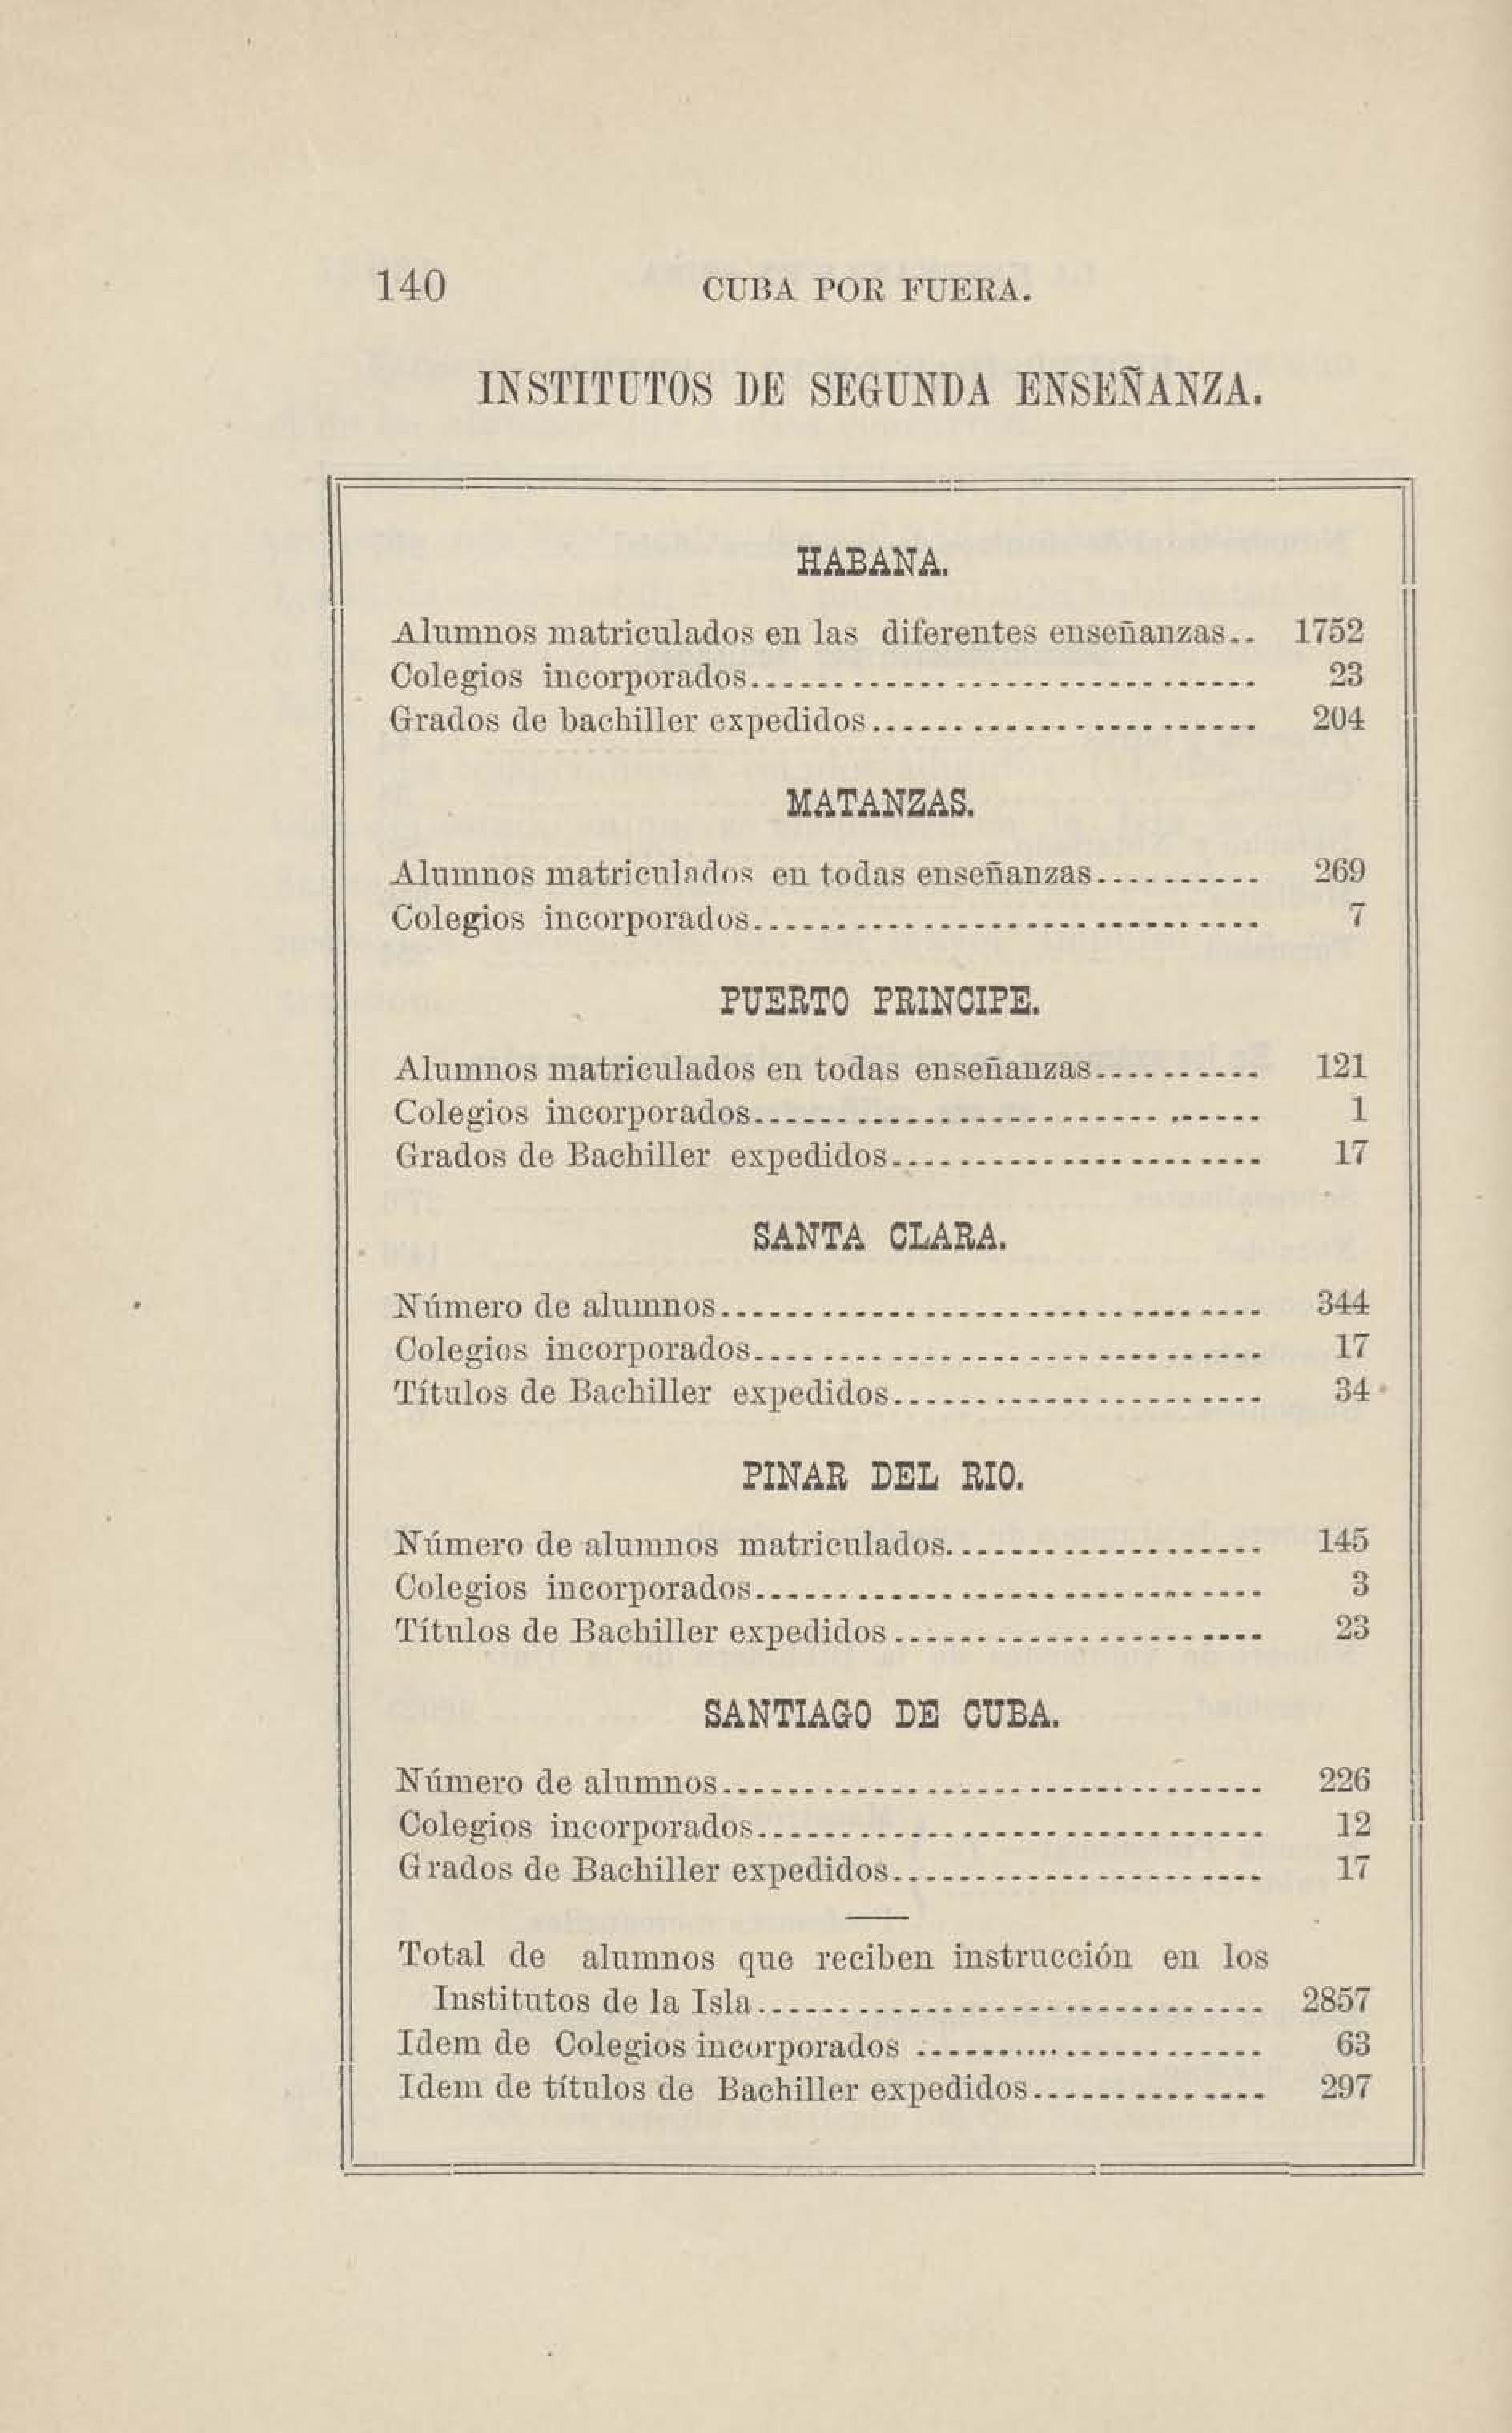 140 CUBA POR FUERA.
INSTITUTOS DE SEGUNDA ENSEÑANZA.
HABANA.
Alumnos matriculados en las diferentes enseñanzas.. 1752
Colegios incorporados.............................. 23
Grados de bachiller expedidos....................... 204
MATANZAS.
Alumnos matriculados en todas enseñanzas.......... 269
Colegios incorporados.............................. 7
PUERTO PRINCIPE.
Alumnos matriculados en todas enseñanzas.......... 121
Colegios incorporados.............................. 1
Grados de Bachiller expedidos...................... 17
SANTA CLARA.
Número de alumnos................................ 344
Colegios incorporados.............................. 17
Títulos de Bachiller expedidos...................... 34
PINAR DEL RIO.
Número de alumnos matriculados................... 145
Colegios incorporados.............................. 3
Títulos de Bachiller expedidos...................... 23
SANTIAGO DE CUBA.
Número de alumnos................................ 226
Colegios incorporados.............................. 12
Grados de Bachiller expedidos...................... 17
Total de alumnos que reciben instrucción en los
Institutos de la Isla.............................. 2857
Idem de Colegios incorporados ..................... 63
Idem de títulos de Bachiller expedidos.............. 297